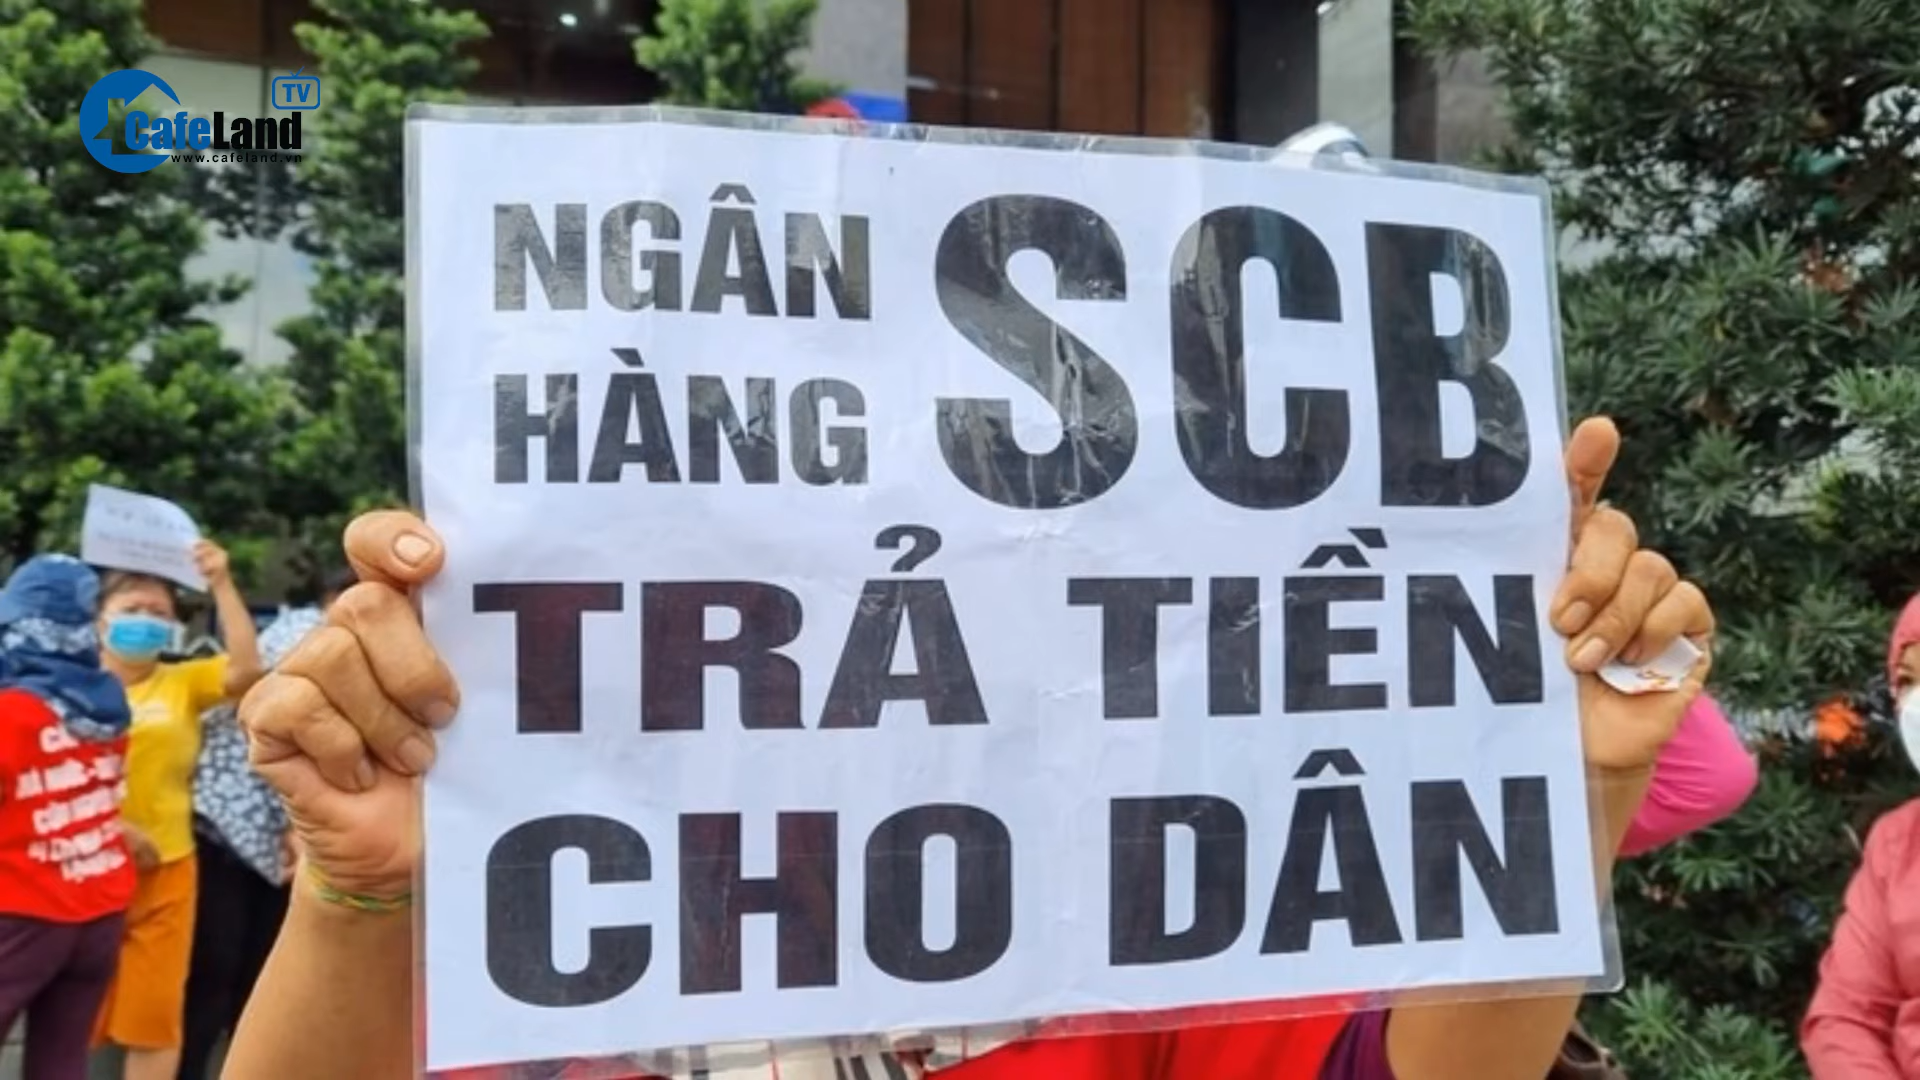 TV
CafeLand
www.cafeland.vn
NGÂN
HÀNG
SCB
TRẢ TIỀN
CHO DÂN